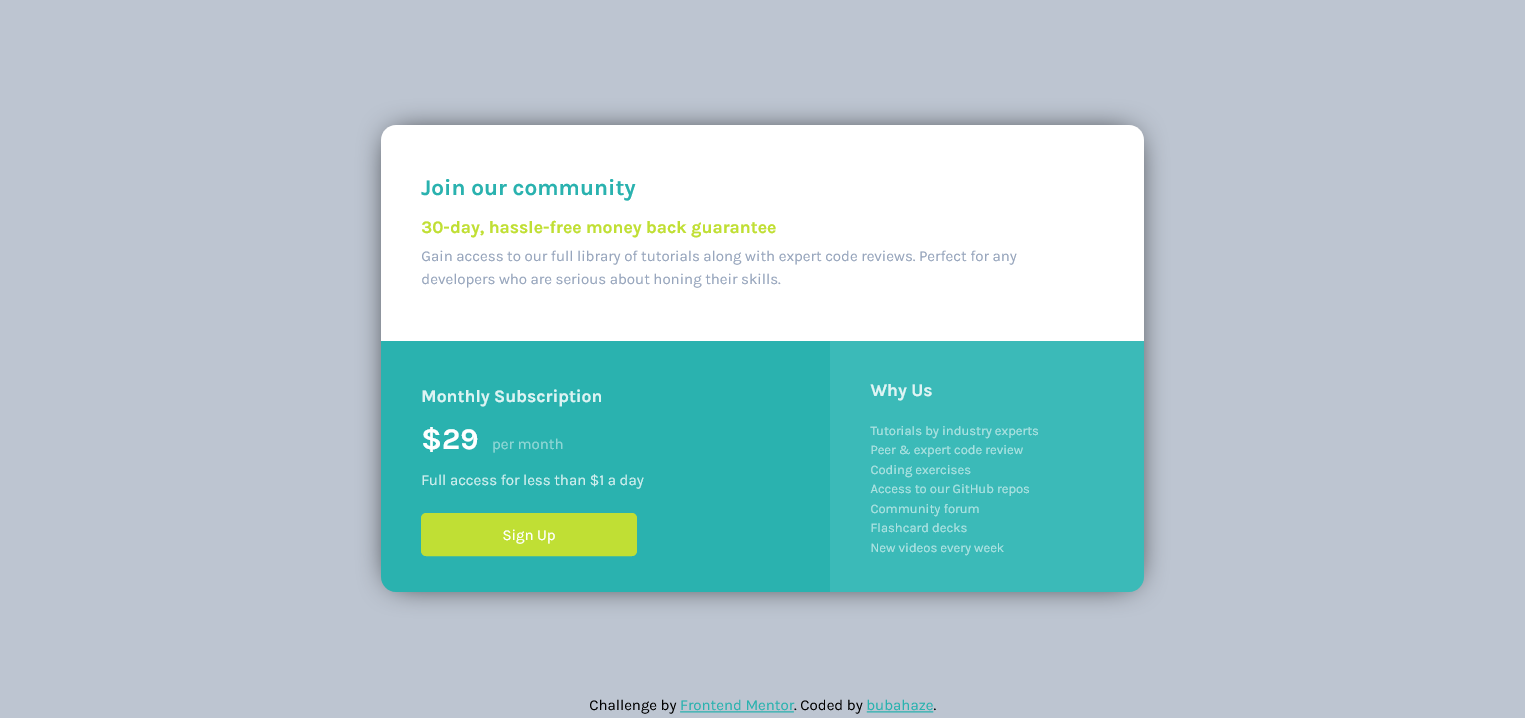 Join our community
30-day, hassle-free money back guarantee
Gain access to our full library of tutorials along with expert code reviews. Perfect for any
developers who are serious about honing their skills.
Monthly Subscription
$29 per month
Full access for less than $1 a day
Sign Up
Why Us
Tutorials by industry experts
Peer & expert code review
Coding exercises
Access to our GitHub repos
Community forum
Flashcard decks
New videos every week
Challenge by Frontend Mentor. Coded by bubahaze.